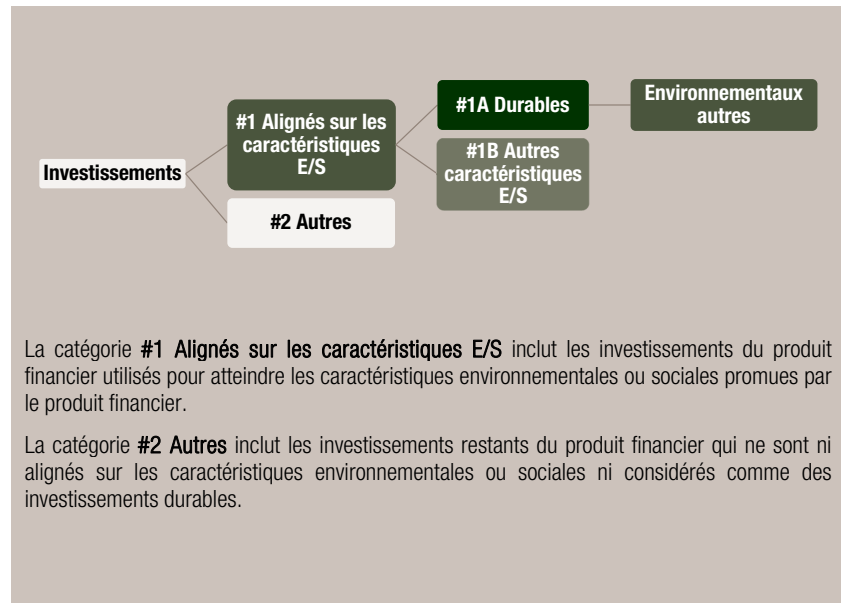 Investissements
#1 Alignés sur les
caractéristiques
E/S
#2 Autres
#1A Durables
#1B Autres
caractéristiques
E/S
Environnementaux
autres
La catégorie #1 Alignés sur les caractéristiques E/S inclut les investissements du produit
financier utilisés pour atteindre les caractéristiques environnementales ou sociales promues par
le produit financier.
La catégorie #2 Autres inclut les investissements restants du produit financier qui ne sont ni
alignés sur les caractéristiques environnementales ou sociales ni considérés comme des
investissements durables.